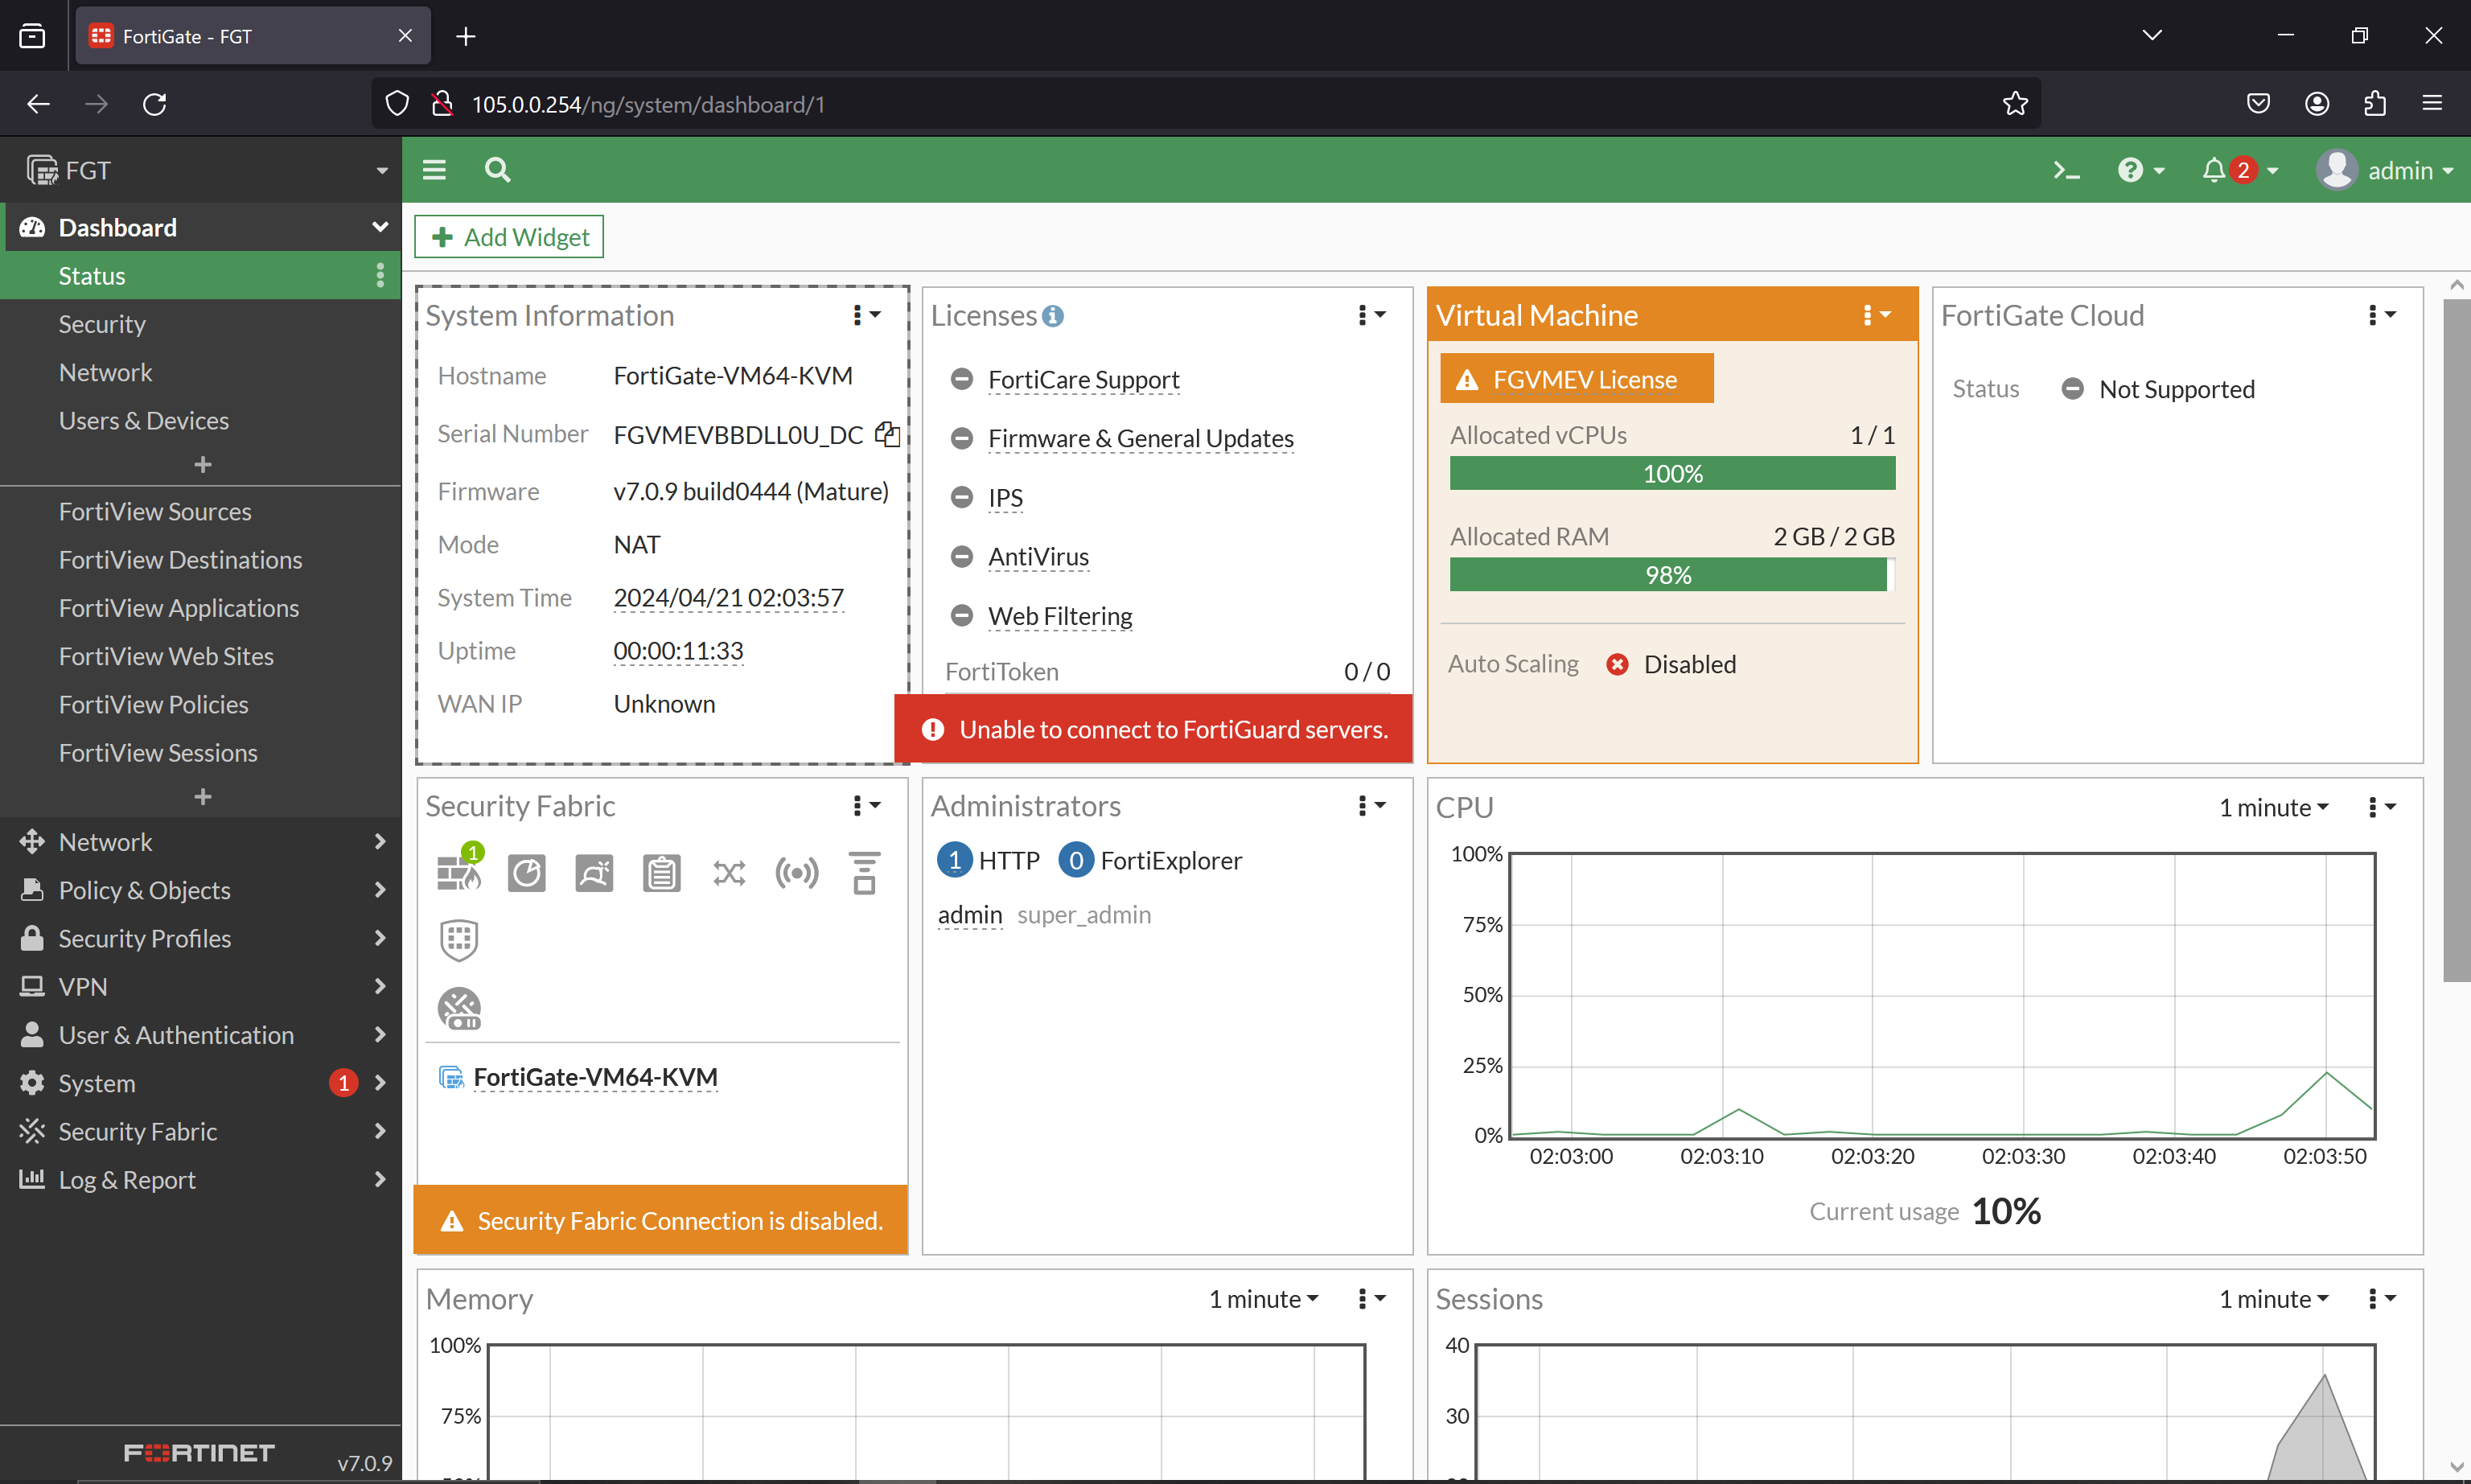 FortiGate - FGT
105.0.0.254/ng/system/dashboard/1
FGT
2
admin
Dashboard
Status
Security
Network
Users & Devices
FortiView Sources
FortiView Destinations
FortiView Applications
FortiView Web Sites
FortiView Policies
FortiView Sessions
Network
Policy & Objects
Security Profiles
VPN
User & Authentication
System 1
Security Fabric
Log & Report
FORTINET v7.0.9
Add Widget
System Information
Hostname FortiGate-VM64-KVM
Serial Number FGVMEVBBDLL0U_DC
Firmware v7.0.9 build0444 (Mature)
Mode NAT
System Time 2024/04/21 02:03:57
Uptime 00:00:11:33
WAN IP Unknown
Licenses
FortiCare Support
Firmware & General Updates
IPS
AntiVirus
Web Filtering
FortiToken 0 / 0
Unable to connect to FortiGuard servers.
Virtual Machine
FGVMEV License
Allocated vCPUs 1 / 1
100%
Allocated RAM 2 GB / 2 GB
98%
Auto Scaling Disabled
FortiGate Cloud
Status Not Supported
Security Fabric
1
FortiGate-VM64-KVM
Security Fabric Connection is disabled.
Administrators
1 HTTP 0 FortiExplorer
admin super_admin
CPU 1 minute
100%
75%
50%
25%
0%
02:03:00 02:03:10 02:03:20 02:03:30 02:03:40 02:03:50
Current usage 10%
Memory 1 minute
100%
75%
Sessions 1 minute
40
30